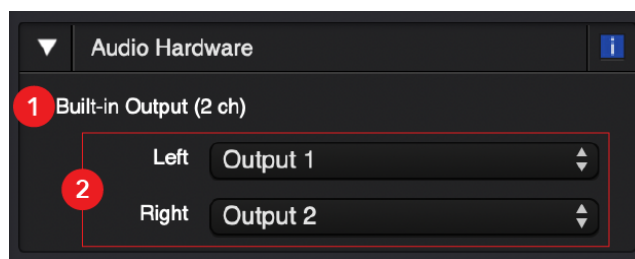 Audio Hardware i
1 Built-in Output (2 ch)
Left Output 1
2
Right Output 2